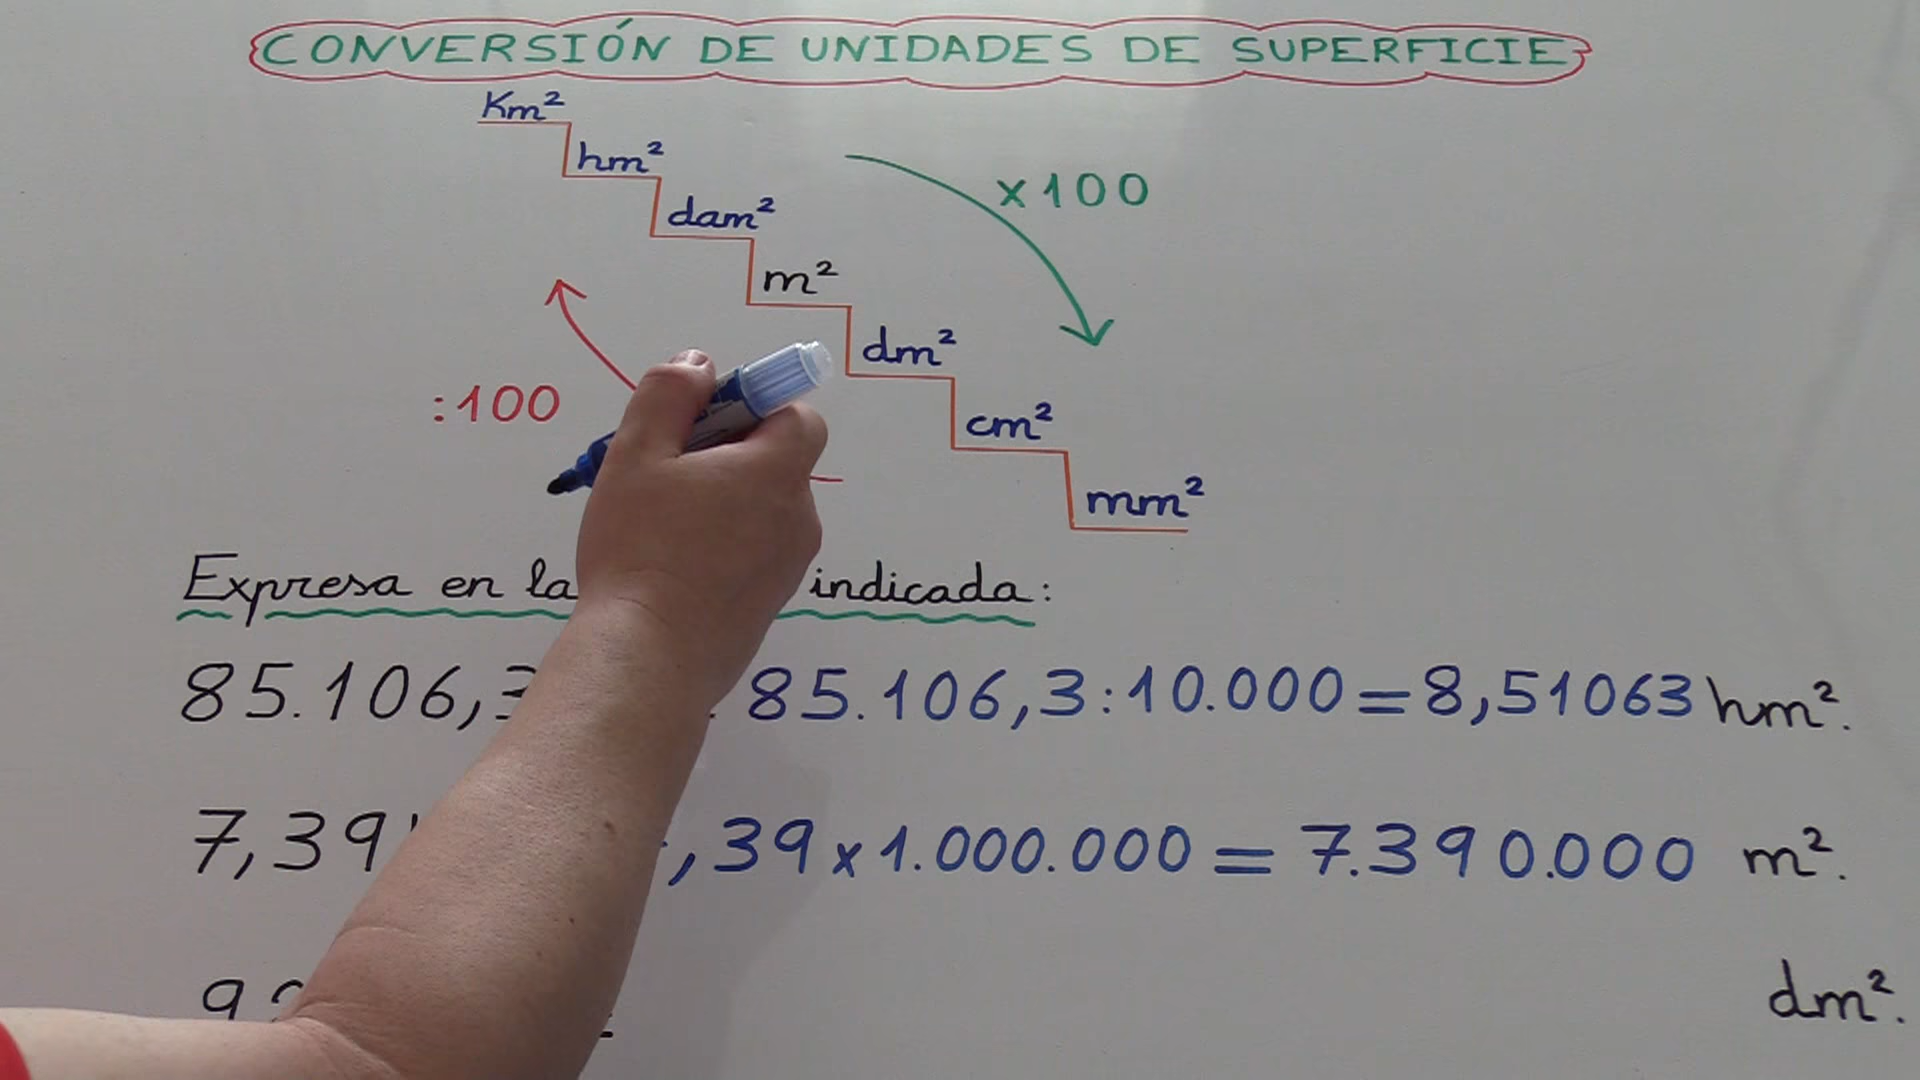 CONVERSIÓN DE UNIDADES DE SUPERFICIE
Km²
hm²
dam²
x100
m²
dm²
:100
cm²
mm²
Expresa en la indicada:
85.106,3 85.106,3:10.000=8,51063 hm².
7,39 ,39x1.000.000=7.390.000 m².
9 dm².